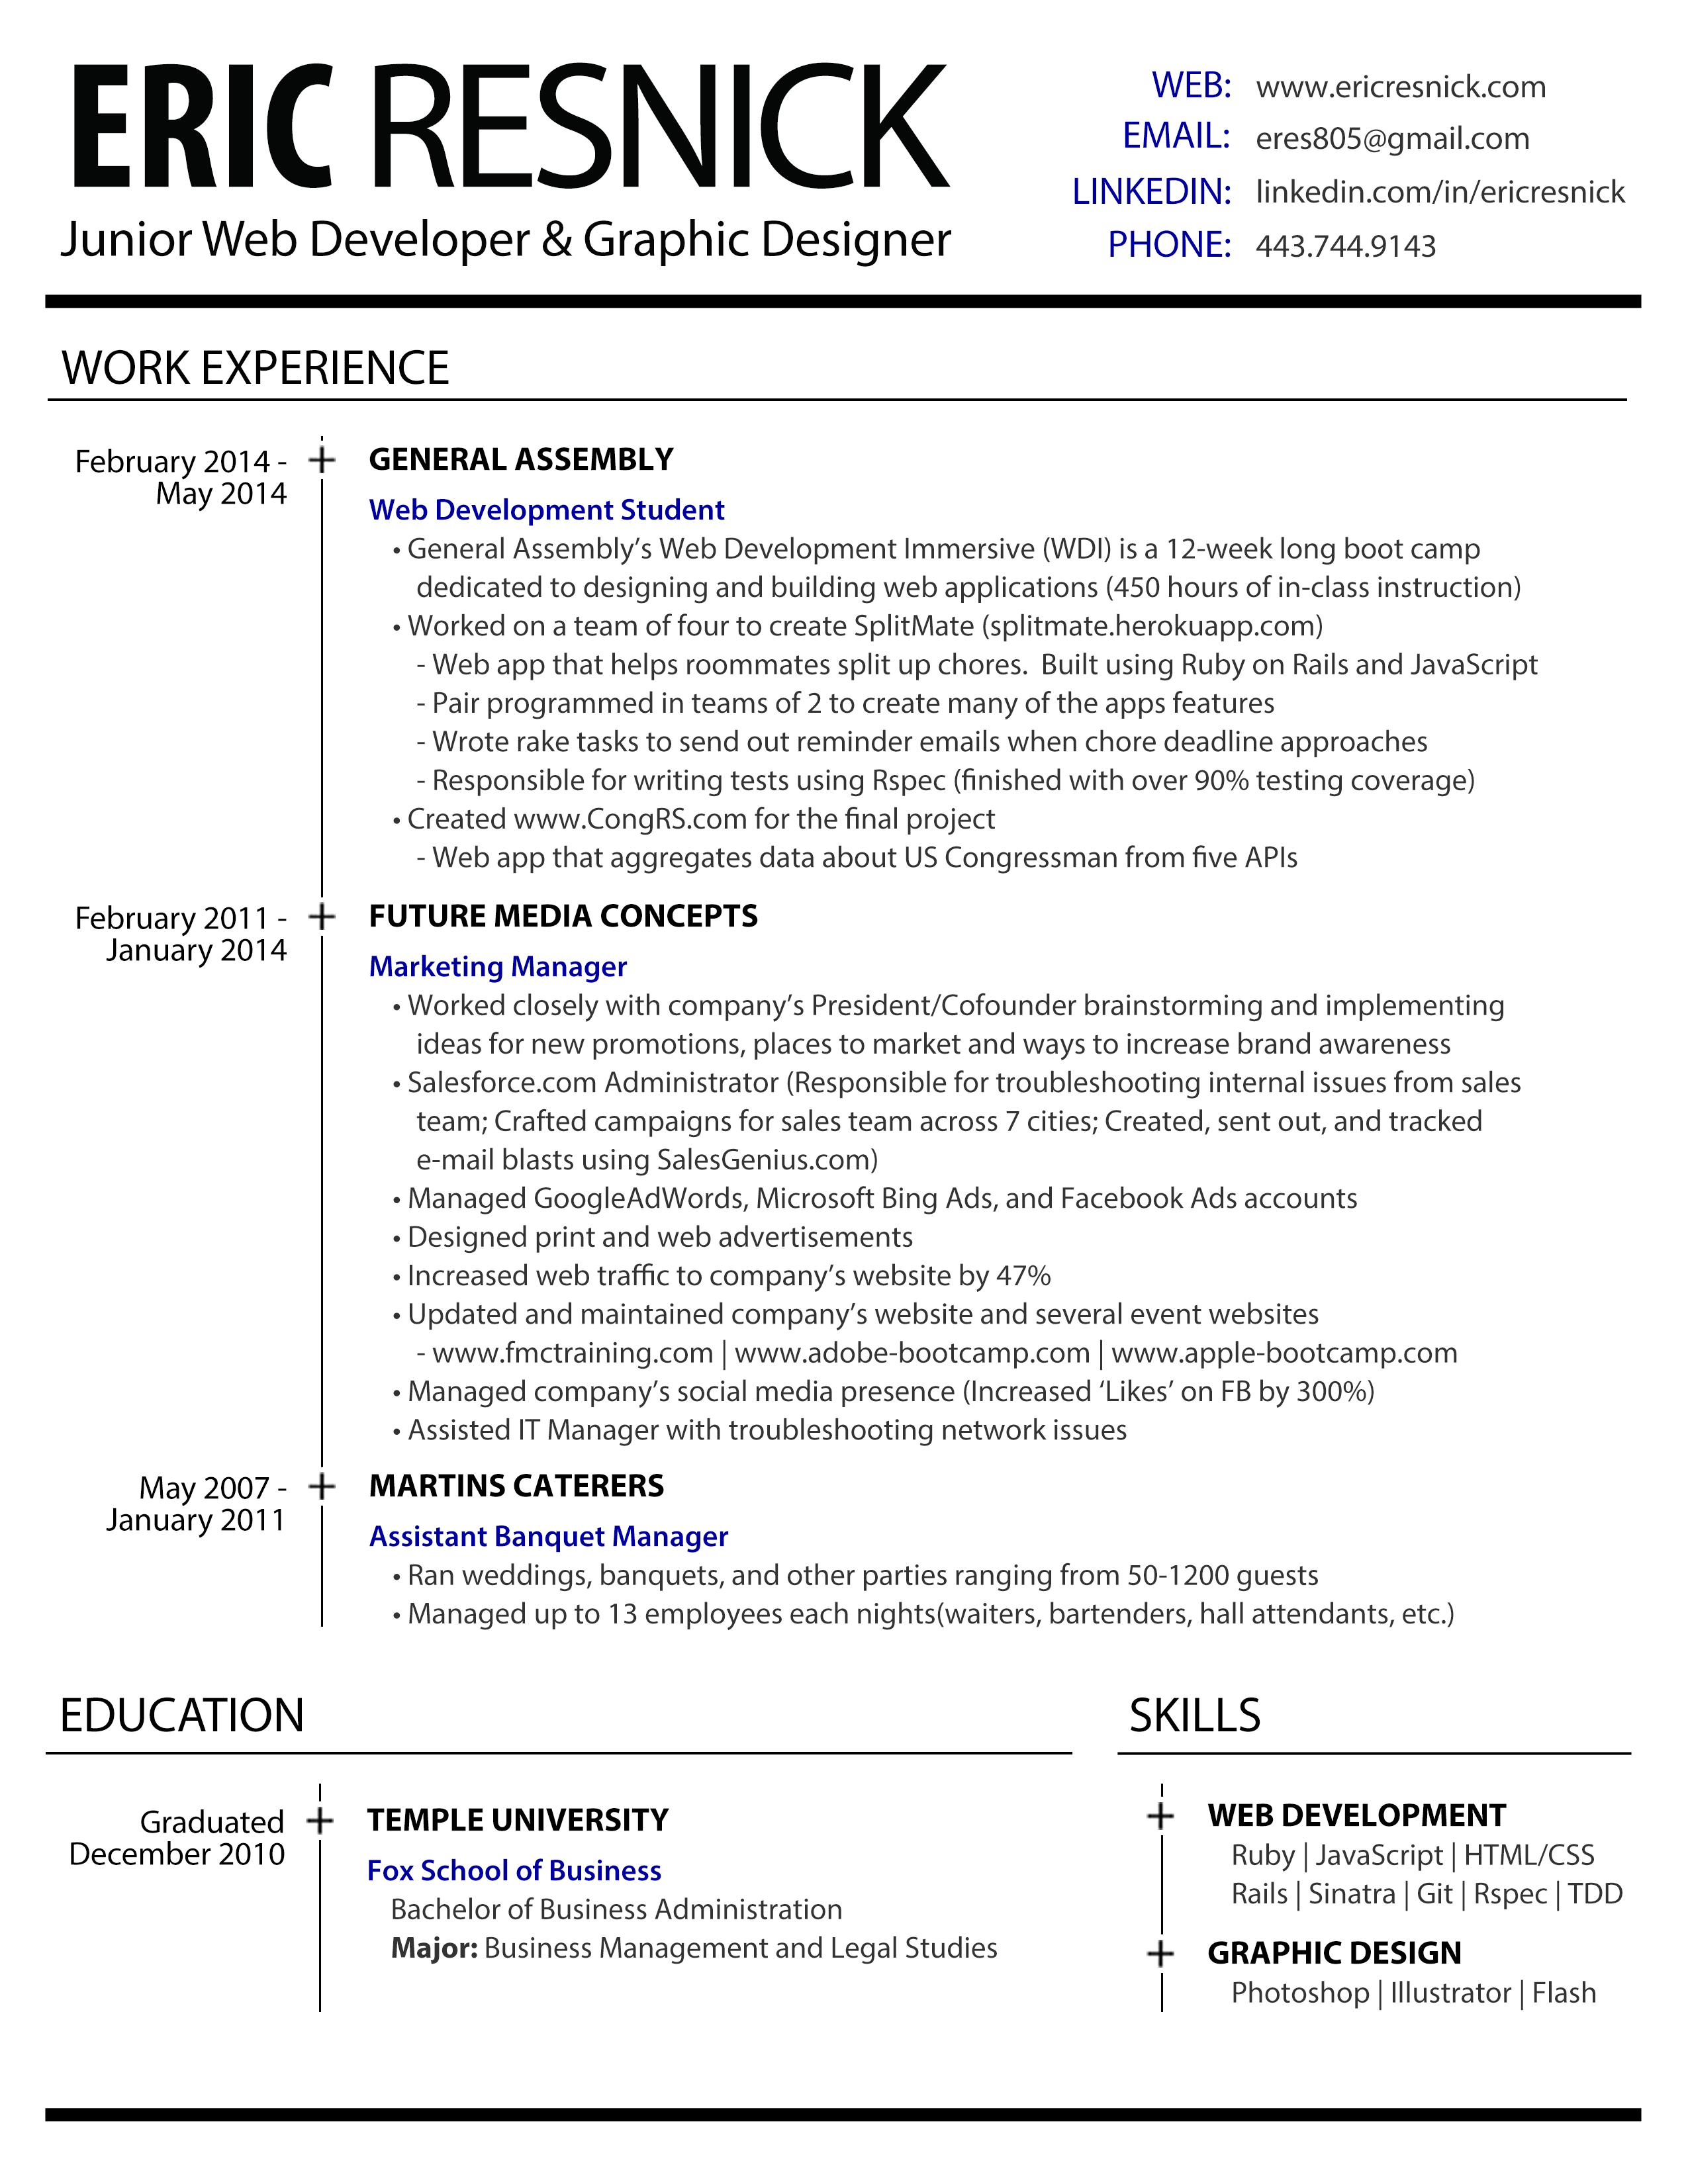 ERIC RESNICK
Junior Web Developer & Graphic Designer
WEB: www.ericresnick.com
EMAIL: eres805@gmail.com
LINKEDIN: linkedin.com/in/ericresnick
PHONE: 443.744.9143
WORK EXPERIENCE
February 2014 -
May 2014
GENERAL ASSEMBLY
Web Development Student
• General Assembly’s Web Development Immersive (WDI) is a 12-week long boot camp
dedicated to designing and building web applications (450 hours of in-class instruction)
• Worked on a team of four to create SplitMate (splitmate.herokuapp.com)
- Web app that helps roommates split up chores.  Built using Ruby on Rails and JavaScript
- Pair programmed in teams of 2 to create many of the apps features
- Wrote rake tasks to send out reminder emails when chore deadline approaches
- Responsible for writing tests using Rspec (finished with over 90% testing coverage)
• Created www.CongRS.com for the final project
- Web app that aggregates data about US Congressman from five APIs
February 2011 -
January 2014
FUTURE MEDIA CONCEPTS
Marketing Manager
• Worked closely with company’s President/Cofounder brainstorming and implementing
ideas for new promotions, places to market and ways to increase brand awareness
• Salesforce.com Administrator (Responsible for troubleshooting internal issues from sales
team; Crafted campaigns for sales team across 7 cities; Created, sent out, and tracked
e-mail blasts using SalesGenius.com)
• Managed GoogleAdWords, Microsoft Bing Ads, and Facebook Ads accounts
• Designed print and web advertisements
• Increased web traffic to company’s website by 47%
• Updated and maintained company’s website and several event websites
- www.fmctraining.com | www.adobe-bootcamp.com | www.apple-bootcamp.com
• Managed company’s social media presence (Increased ‘Likes’ on FB by 300%)
• Assisted IT Manager with troubleshooting network issues
May 2007 -
January 2011
MARTINS CATERERS
Assistant Banquet Manager
• Ran weddings, banquets, and other parties ranging from 50-1200 guests
• Managed up to 13 employees each nights(waiters, bartenders, hall attendants, etc.)
EDUCATION
Graduated
December 2010
TEMPLE UNIVERSITY
Fox School of Business
Bachelor of Business Administration
Major: Business Management and Legal Studies
SKILLS
WEB DEVELOPMENT
Ruby | JavaScript | HTML/CSS
Rails | Sinatra | Git | Rspec | TDD
GRAPHIC DESIGN
Photoshop | Illustrator | Flash